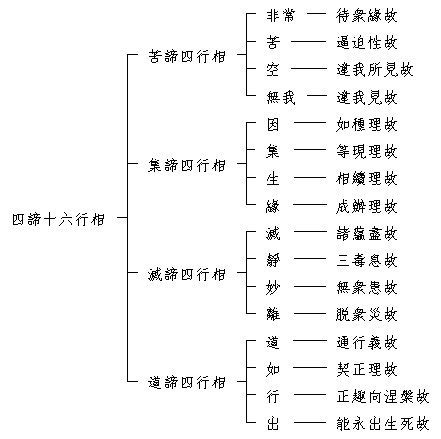 四諦十六行相
苦諦四行相
非常 待衆緣故
苦 逼迫性故
空 違我所見故
無我 違我見故
集諦四行相
因 如種理故
集 等現理故
生 相續理故
緣 成辦理故
滅諦四行相
滅 諸蘊盡故
靜 三毒息故
妙 無衆患故
離 脱衆災故
道諦四行相
道 通行義故
如 契正理故
行 正趣向涅槃故
出 能永出生死故